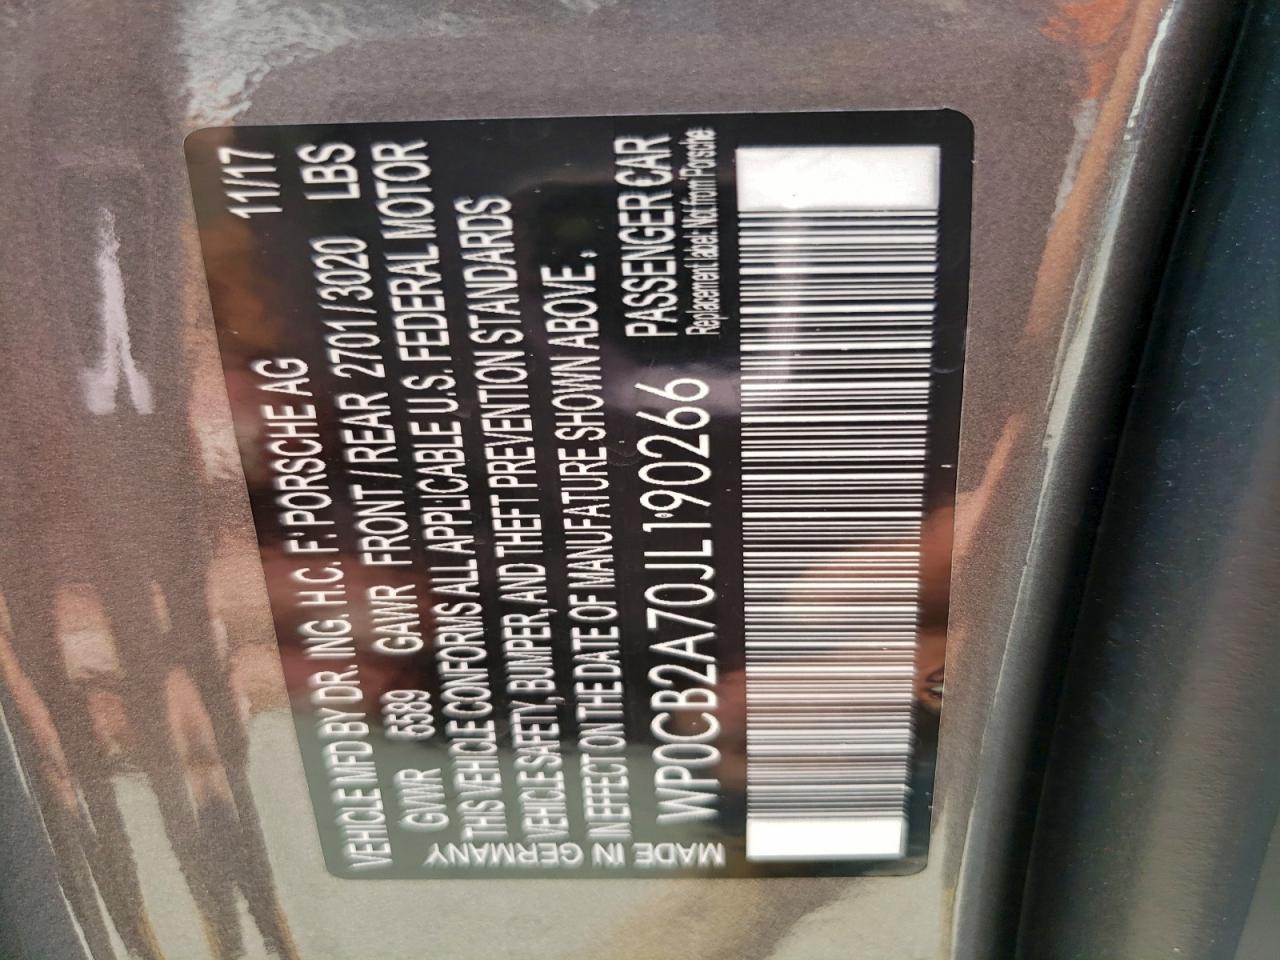 VEHICLE MFD BY DR. ING. H.C. F. PORSCHE AG 11/17
GVWR 5589 GAWR FRONT / REAR 2701 / 3020 LBS
THIS VEHICLE CONFORMS ALL APPLICABLE U.S. FEDERAL MOTOR
VEHICLE SAFETY, BUMPER, AND THEFT PREVENTION STANDARDS
IN EFFECT ON THE DATE OF MANUFATURE SHOWN ABOVE .
WP0CB2A70JL190266 PASSENGER CAR
Replacement label: Not from Porsche
MADE IN GERMANY